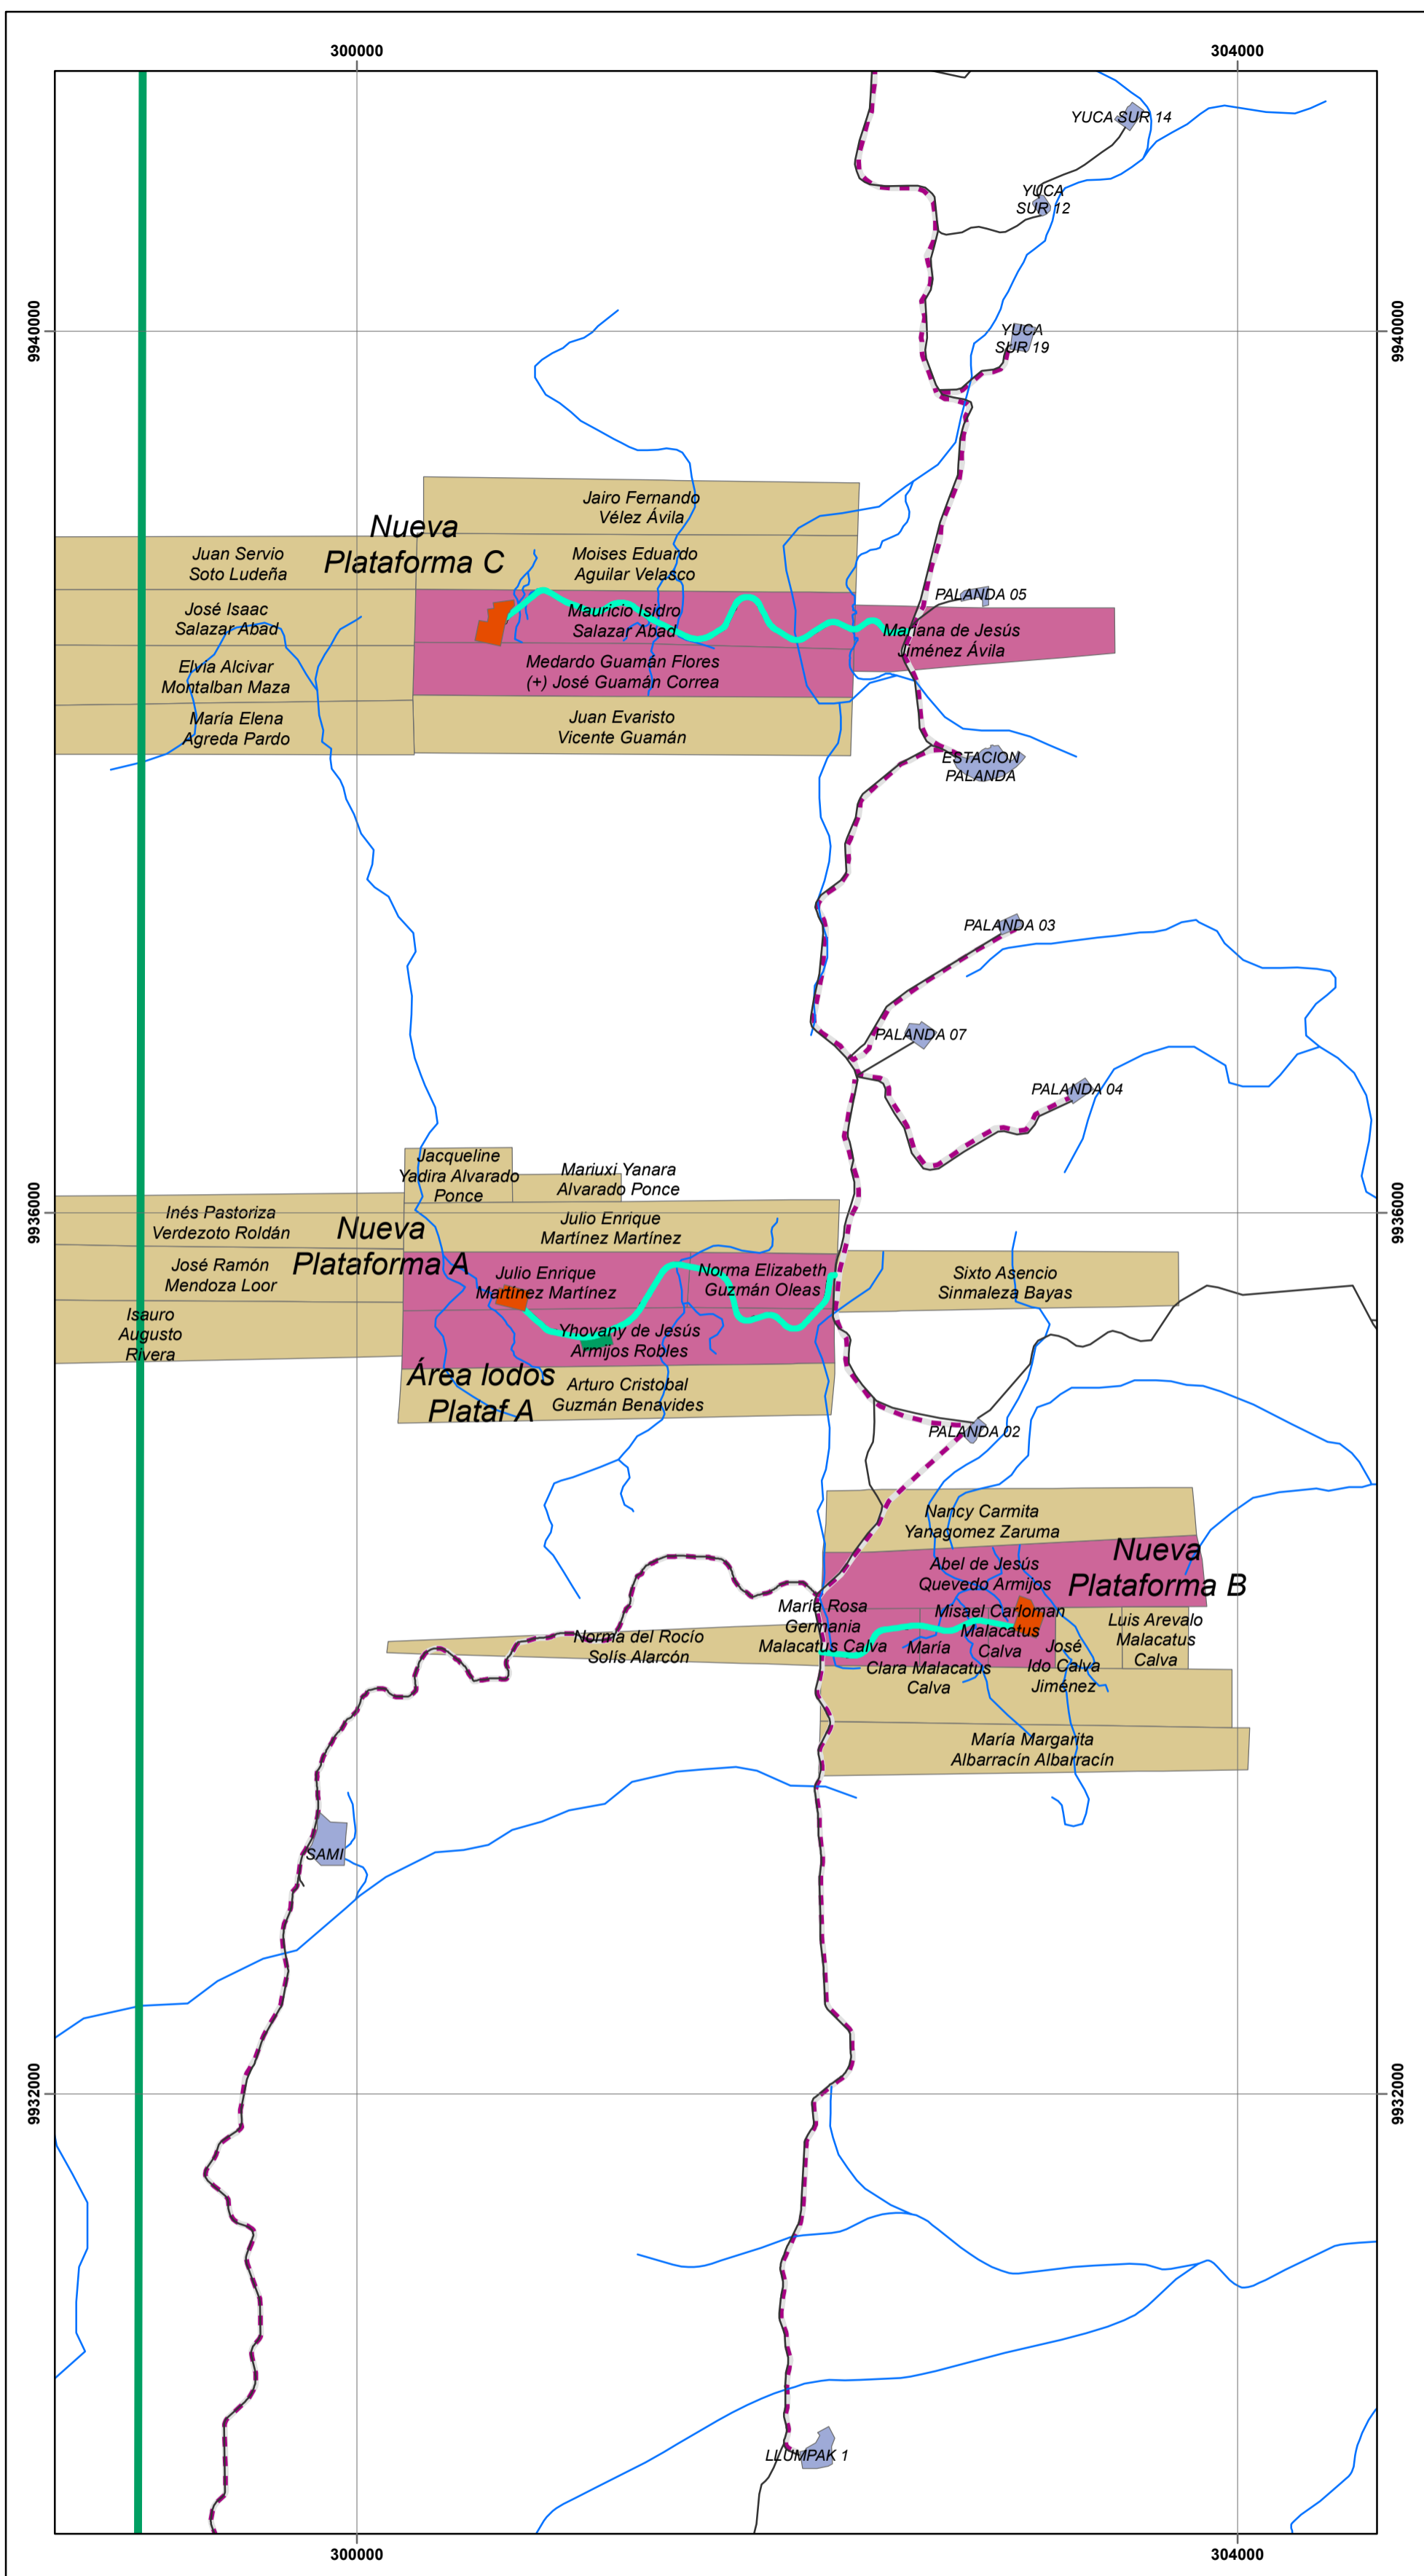 300000
304000
YUCA SUR 14
YUCA
SUR 12
9940000
9940000
YUCA
SUR 19
Jairo Fernando
Vélez Ávila
Nueva
Plataforma C
Juan Servio
Soto Ludeña
Moises Eduardo
Aguilar Velasco
PALANDA 05
José Isaac
Salazar Abad
Mauricio Isidro
Salazar Abad
Mariana de Jesús
Jiménez Ávila
Elvia Alcivar
Montalban Maza
Medardo Guamán Flores
(+) José Guamán Correa
María Elena
Agreda Pardo
Juan Evaristo
Vicente Guamán
ESTACION
PALANDA
PALANDA 03
PALANDA 07
PALANDA 04
Jacqueline
Yadira Alvarado
Ponce
Mariuxi Yanara
Alvarado Ponce
9936000
9936000
Inés Pastoriza
Verdezoto Roldán
Nueva
Plataforma A
Julio Enrique
Martínez Martínez
José Ramón
Mendoza Loor
Julio Enrique
Martínez Martínez
Norma Elizabeth
Guzmán Oleas
Sixto Asencio
Sinmaleza Bayas
Isauro
Augusto
Rivera
Yhovany de Jesús
Armijos Robles
Área lodos
Plataf A
Arturo Cristobal
Guzmán Benavides
PALANDA 02
Nancy Carmita
Yanagomez Zaruma
Nueva
Plataforma B
Abel de Jesús
Quevedo Armijos
María Rosa
Germania
Malacatus Calva
Misael Carloman
Malacatus
Calva
Luis Arevalo
Malacatus
Calva
Norma del Rocío
Solís Alarcón
María
Clara Malacatus
Calva
José
Ido Calva
Jiménez
María Margarita
Albarracín Albarracín
SAMI
9932000
9932000
LLUMPAK 1
300000
304000